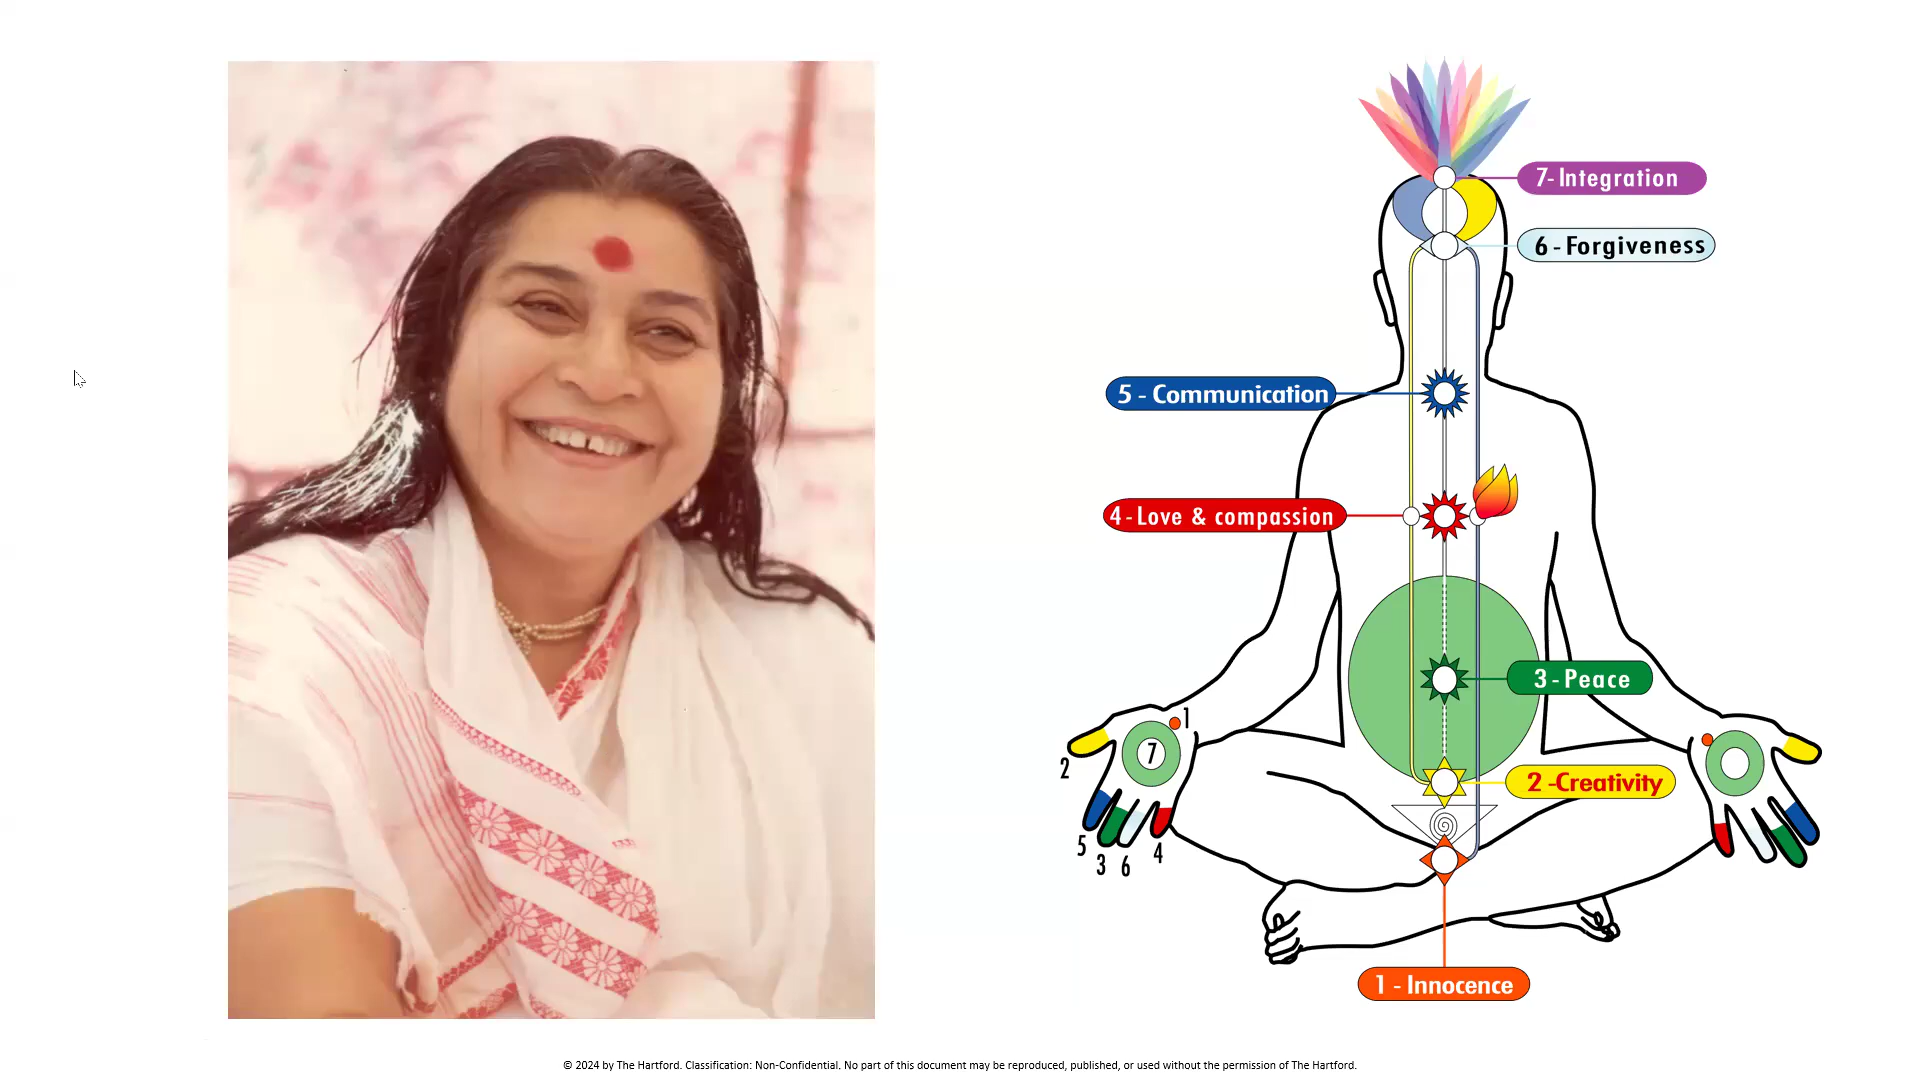 7- Integration
6 - Forgiveness
5 - Communication
4 - Love & compassion
3 - Peace
1
7
2
2 -Creativity
5
3
6
4
1 - Innocence
© 2024 by The Hartford. Classification: Non-Confidential. No part of this document may be reproduced, published, or used without the permission of The Hartford.